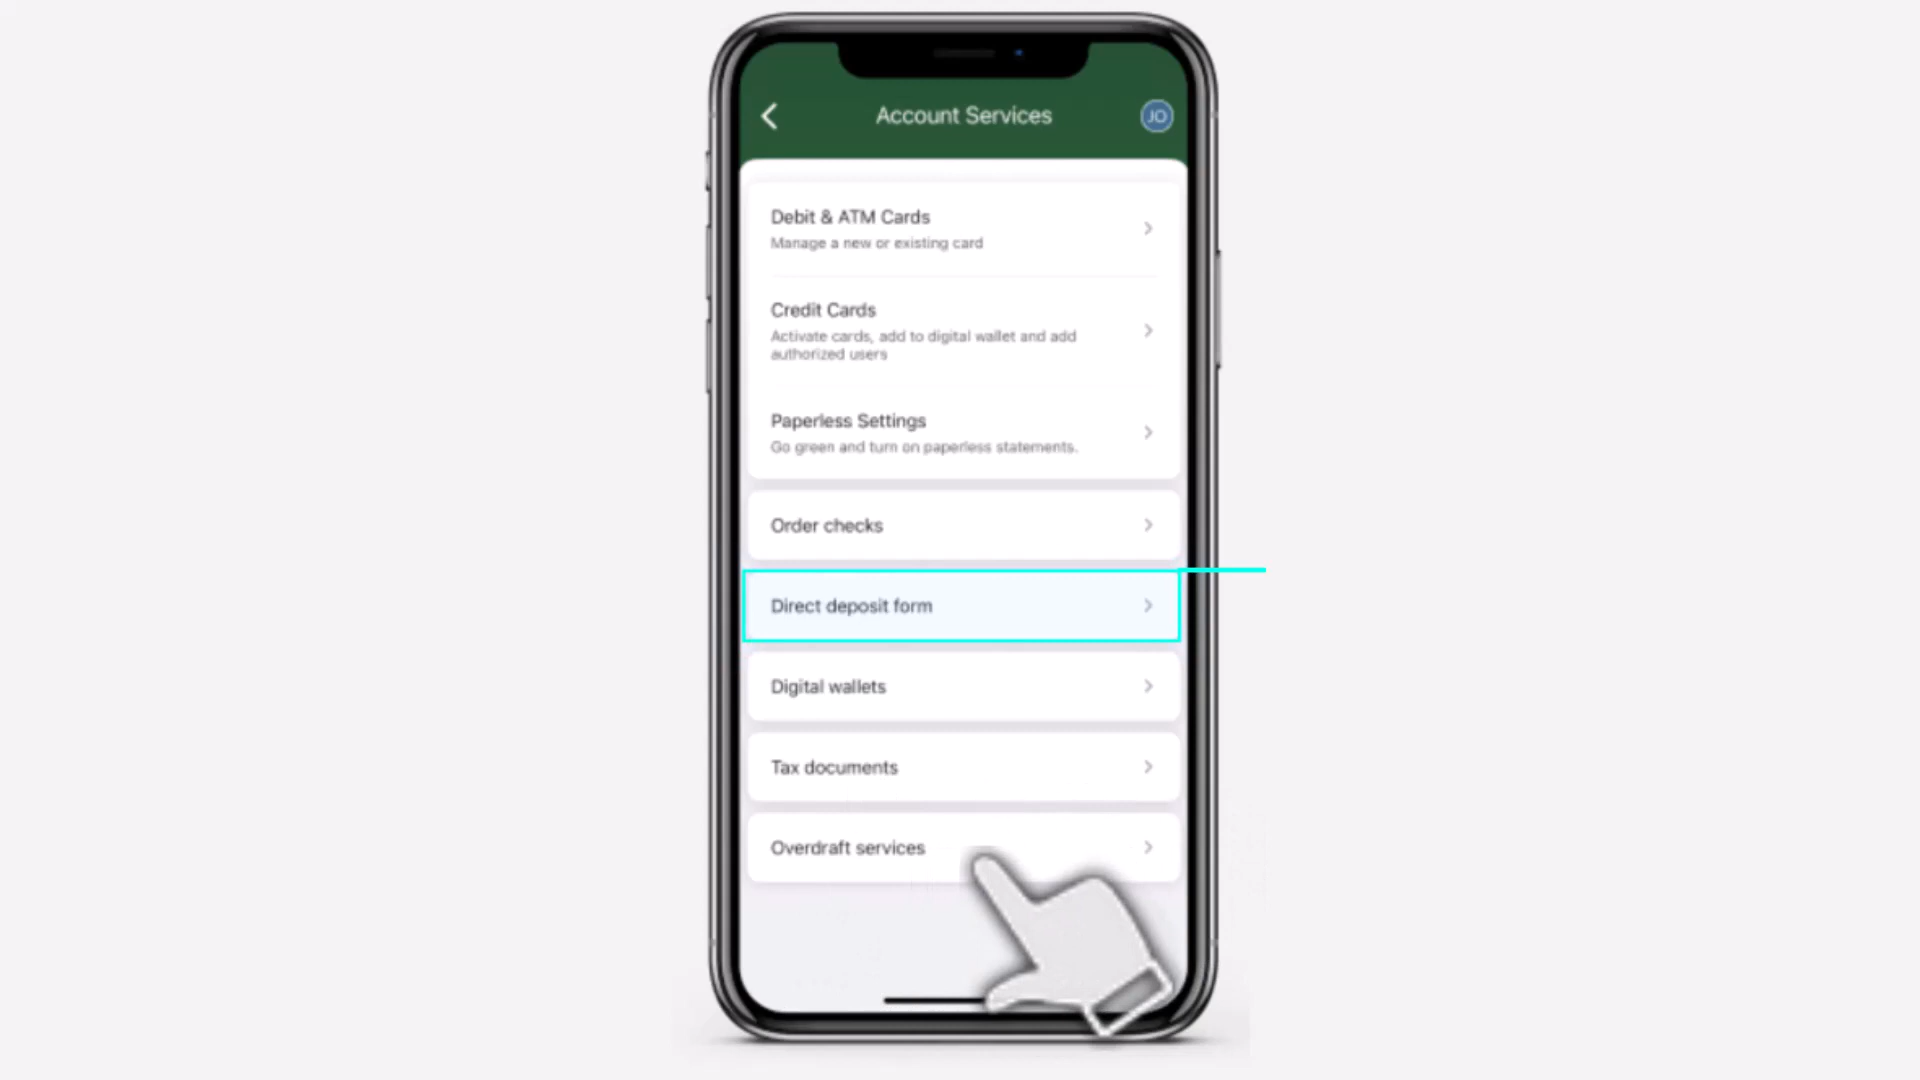 Account Services
JO
Debit & ATM Cards
Manage a new or existing card
Credit Cards
Activate cards, add to digital wallet and add
authorized users
Paperless Settings
Go green and turn on paperless statements.
Order checks
Direct deposit form
Digital wallets
Tax documents
Overdraft services